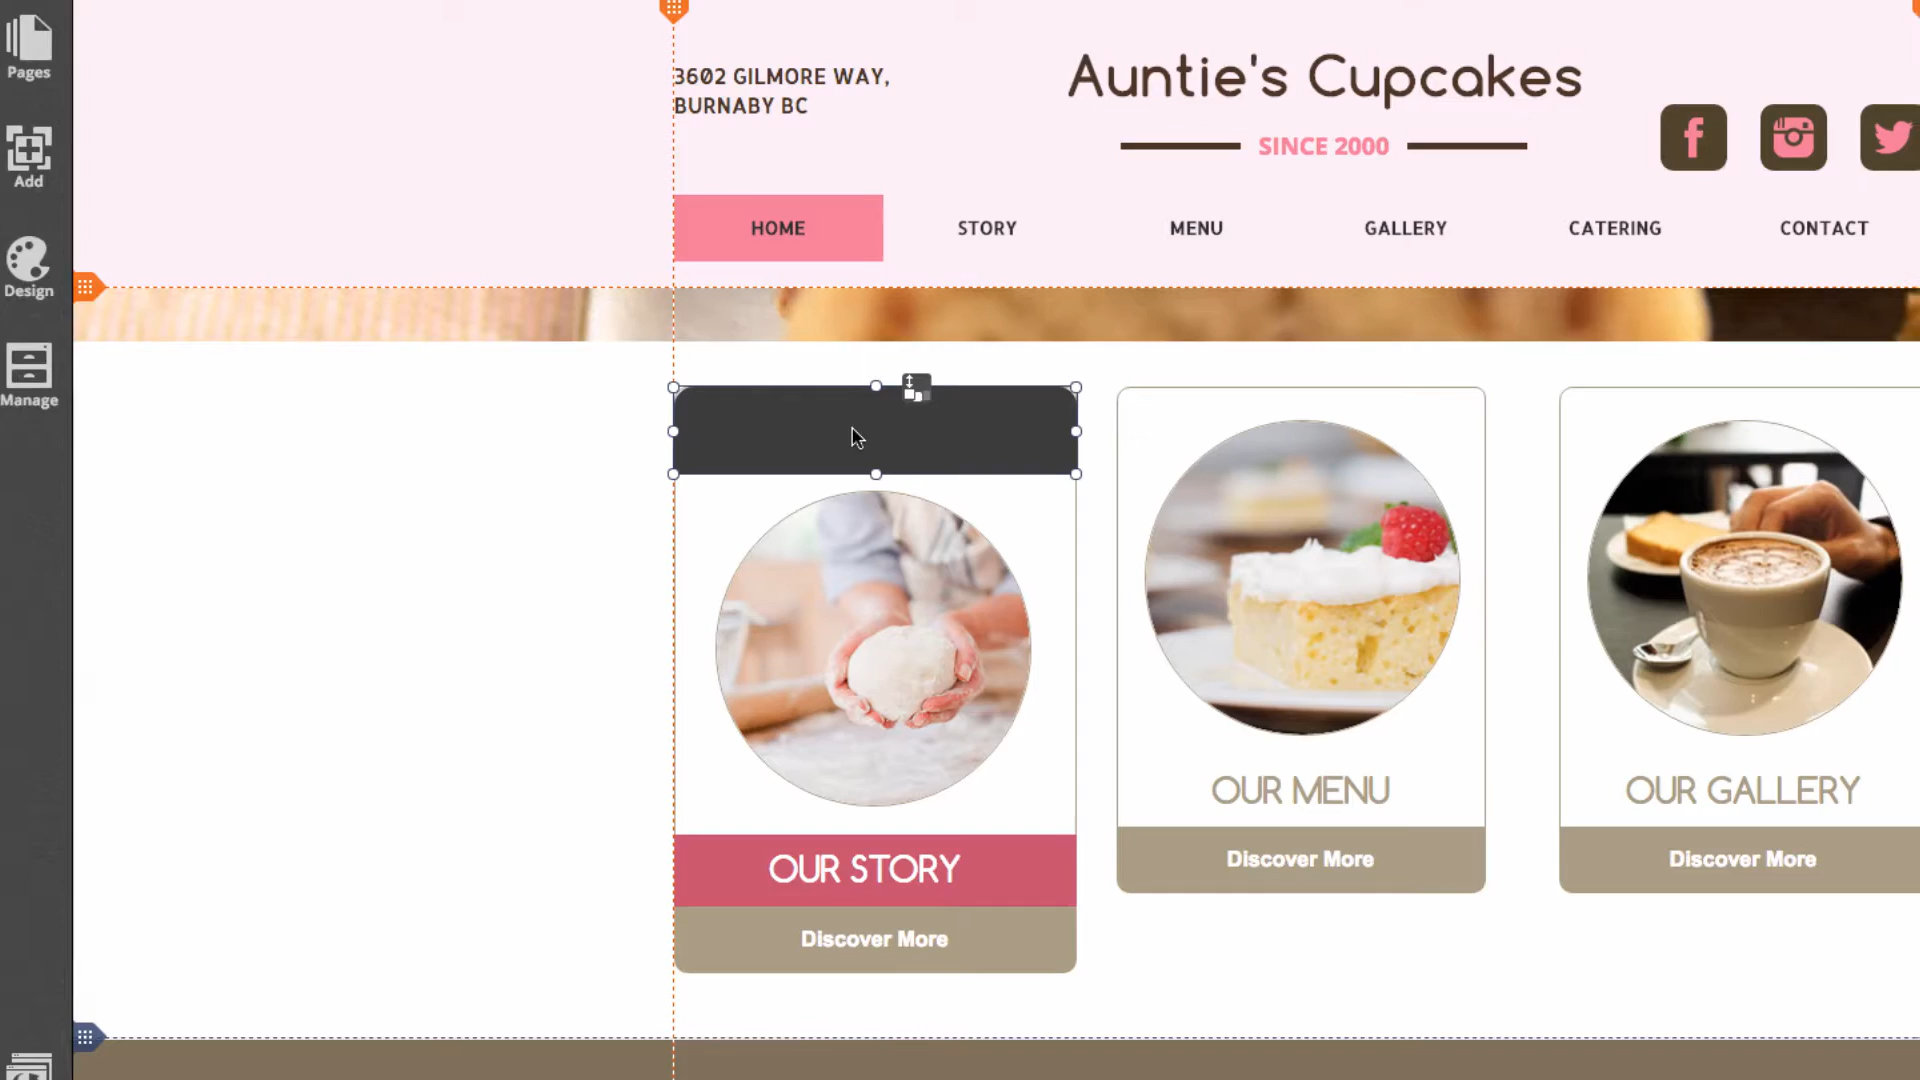 Pages
Add
Design
Manage
3602 GILMORE WAY,
BURNABY BC
Auntie's Cupcakes
SINCE 2000
HOME STORY MENU GALLERY CATERING CONTACT
OUR STORY
Discover More
OUR MENU
Discover More
OUR GALLERY
Discover More